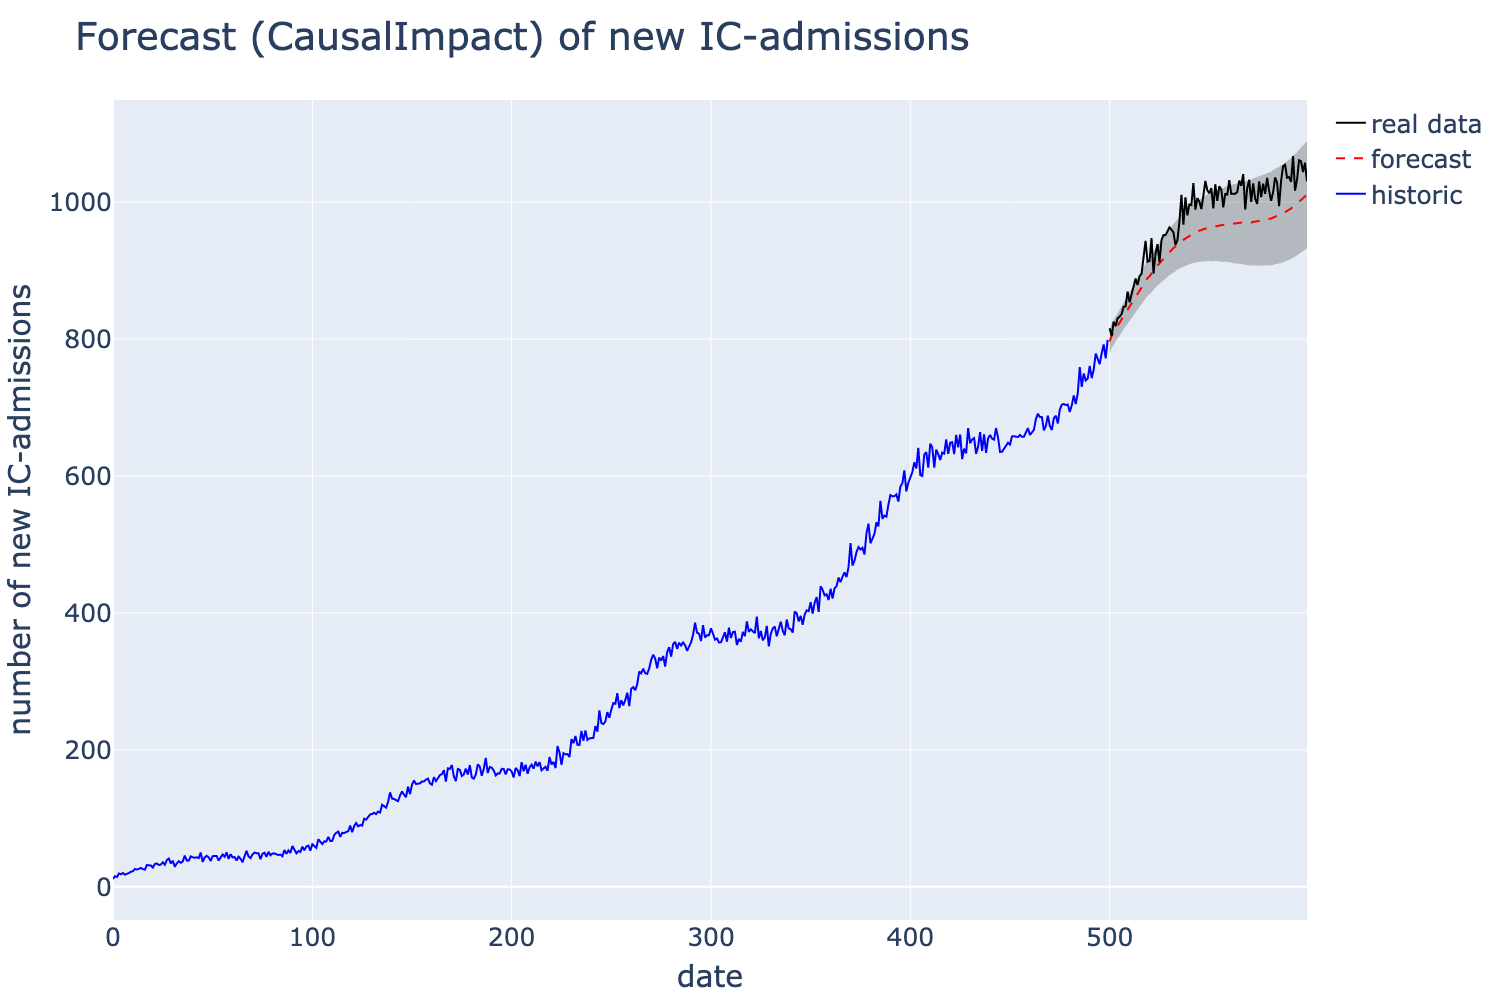 Forecast (CausalImpact) of new IC-admissions
real data
forecast
historic
number of new IC-admissions
1000
800
600
400
200
0
0 100 200 300 400 500
date